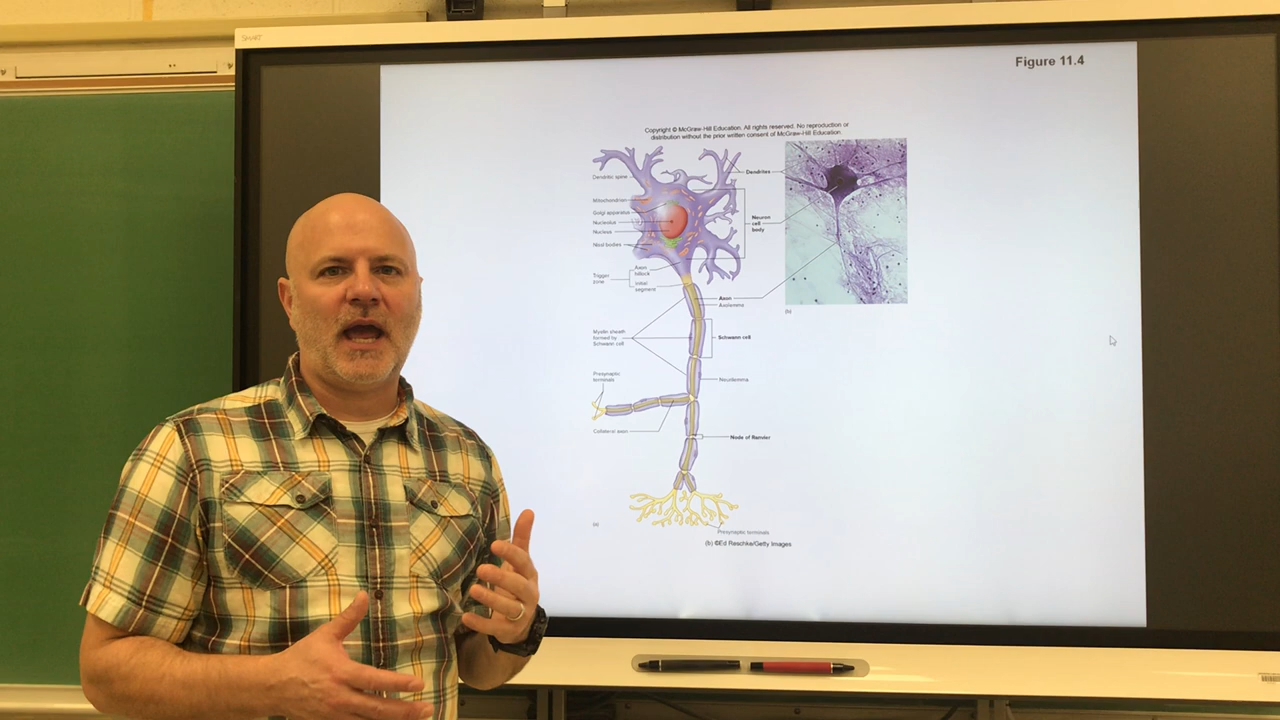 SMART
Figure 11.4
Copyright © McGraw-Hill Education. All rights reserved. No reproduction or
distribution without the prior written consent of McGraw-Hill Education.
Dendritic spine
Mitochondrion
Golgi apparatus
Nucleolus
Nucleus
Nissl bodies
Trigger
zone
Axon
hillock
Initial
segment
Dendrites
Neuron
cell
body
Axon
Axolemma
Myelin sheath
formed by
Schwann cell
Schwann cell
Presynaptic
terminals
Neurilemma
Collateral axon
Node of Ranvier
(a)
Presynaptic terminals
(b)
(b) ©Ed Reschke/Getty Images